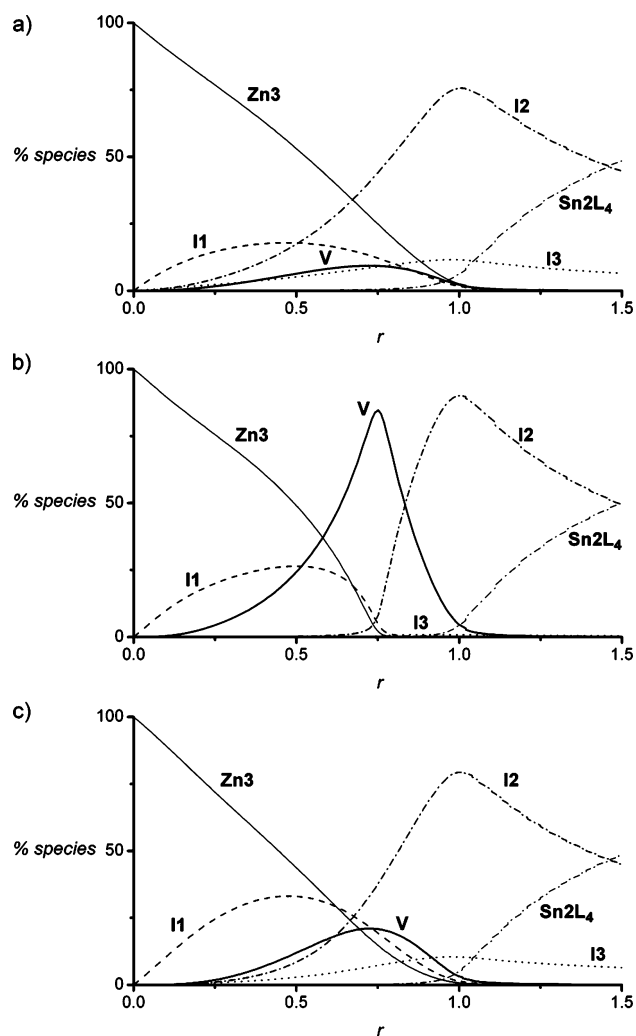 a)
100
Zn3
I2
% species
50
Sn2L₄
I1
V
I3
0
0.0
0.5
1.0
1.5
r
b)
100
V
Zn3
I2
% species
50
Sn2L₄
I1
I3
0
0.0
0.5
1.0
1.5
r
c)
100
Zn3
I2
% species
50
Sn2L₄
I1
V
I3
0
0.0
0.5
1.0
1.5
r